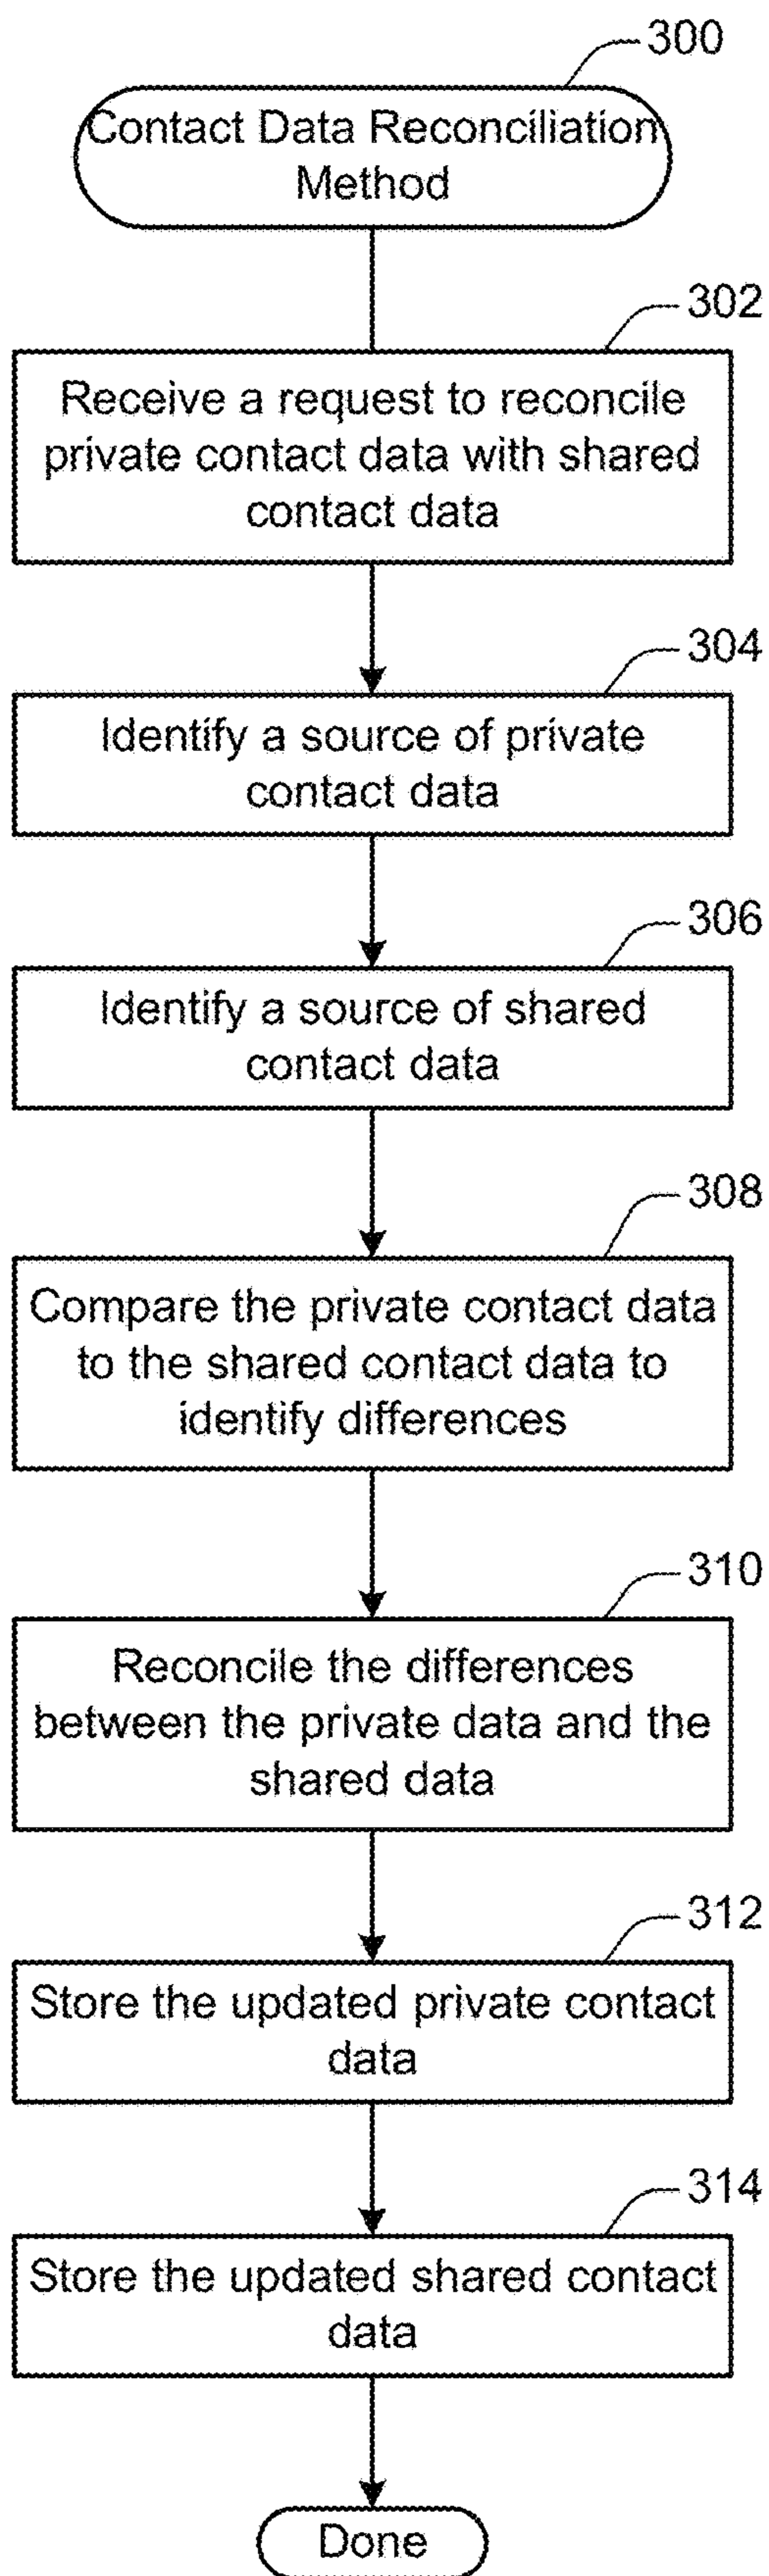 300
Contact Data Reconciliation
Method
302
Receive a request to reconcile
private contact data with shared
contact data
304
Identify a source of private
contact data
306
Identify a source of shared
contact data
308
Compare the private contact data
to the shared contact data to
identify differences
310
Reconcile the differences
between the private data and the
shared data
312
Store the updated private contact
data
314
Store the updated shared contact
data
Done